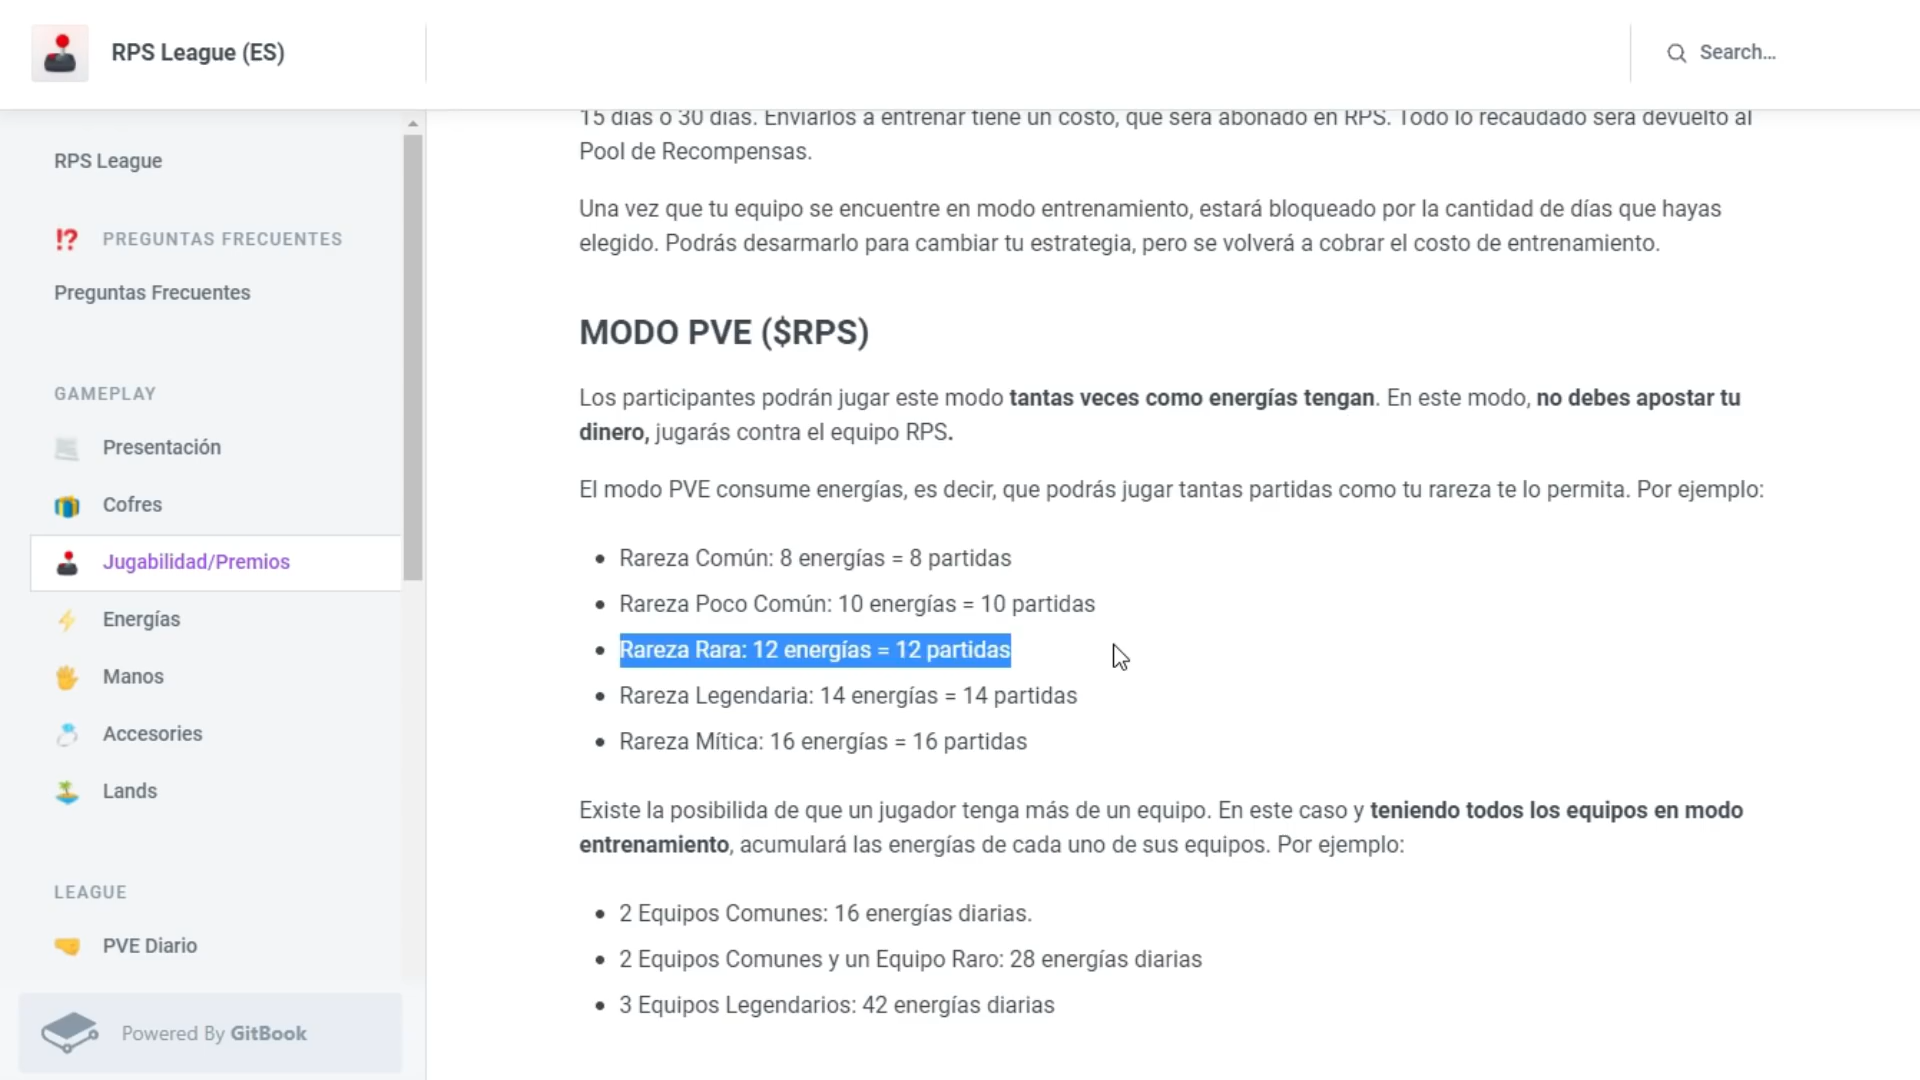 RPS League (ES)
Search...
RPS League
⁉ PREGUNTAS FRECUENTES
Preguntas Frecuentes
GAMEPLAY
Presentación
Cofres
Jugabilidad/Premios
Energías
Manos
Accesories
Lands
LEAGUE
PVE Diario
Powered By GitBook
15 días o 30 días. Enviarlos a entrenar tiene un costo, que será abonado en RPS. Todo lo recaudado será devuelto al
Pool de Recompensas.
Una vez que tu equipo se encuentre en modo entrenamiento, estará bloqueado por la cantidad de días que hayas
elegido. Podrás desarmarlo para cambiar tu estrategia, pero se volverá a cobrar el costo de entrenamiento.
MODO PVE ($RPS)
Los participantes podrán jugar este modo tantas veces como energías tengan. En este modo, no debes apostar tu
dinero, jugarás contra el equipo RPS.
El modo PVE consume energías, es decir, que podrás jugar tantas partidas como tu rareza te lo permita. Por ejemplo:
• Rareza Común: 8 energías = 8 partidas
• Rareza Poco Común: 10 energías = 10 partidas
• Rareza Rara: 12 energías = 12 partidas
• Rareza Legendaria: 14 energías = 14 partidas
• Rareza Mítica: 16 energías = 16 partidas
Existe la posibilida de que un jugador tenga más de un equipo. En este caso y teniendo todos los equipos en modo
entrenamiento, acumulará las energías de cada uno de sus equipos. Por ejemplo:
• 2 Equipos Comunes: 16 energías diarias.
• 2 Equipos Comunes y un Equipo Raro: 28 energías diarias
• 3 Equipos Legendarios: 42 energías diarias